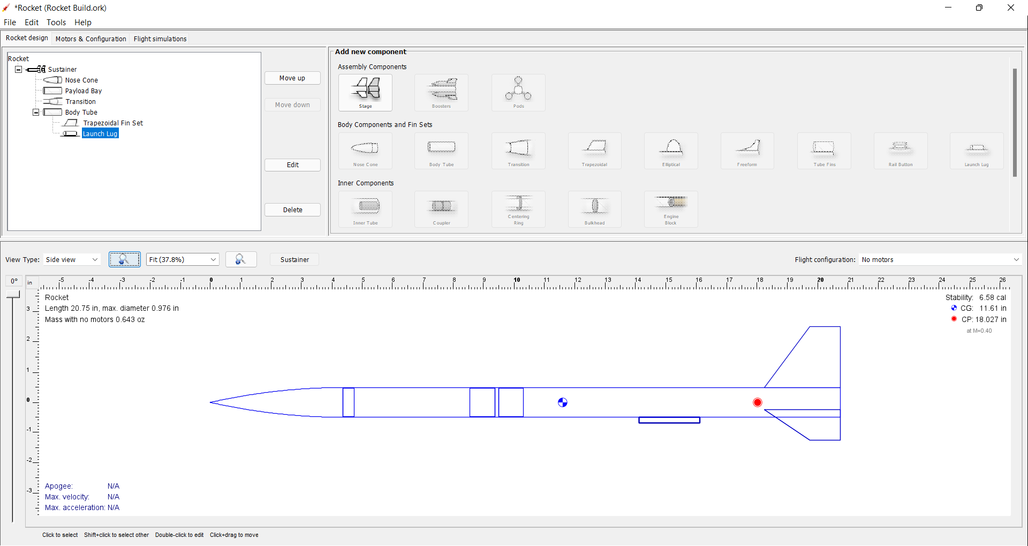 *Rocket (Rocket Build.ork)
File Edit Tools Help
Rocket design Motors & Configuration Flight simulations
Rocket
Sustainer
Nose Cone
Payload Bay
Transition
Body Tube
Trapezoidal Fin Set
Launch Lug
Move up
Move down
Edit
Delete
Add new component
Assembly Components
Stage Boosters Pods
Body Components and Fin Sets
Nose Cone Body Tube Transition Trapezoidal Elliptical Freeform Tube Fins Rail Button Launch Lug
Inner Components
Inner Tube Coupler Centering Ring Bulkhead Engine Block
View Type: Side view Fit (37.8%) Sustainer Flight configuration: No motors
0° in -5 -4 -3 -2 -1 0 1 2 3 4 5 6 7 8 9 10 11 12 13 14 15 16 17 18 19 20 21 22 23 24 25 26
3
2
1
0
-1
-2
-3
Rocket
Length 20.75 in, max. diameter 0.976 in
Mass with no motors 0.643 oz
Stability: 6.58 cal
CG: 11.61 in
CP: 18.027 in
at M=0.40
Apogee: N/A
Max. velocity: N/A
Max. acceleration: N/A
Click to select Shift+click to select other Double-click to edit Click+drag to move